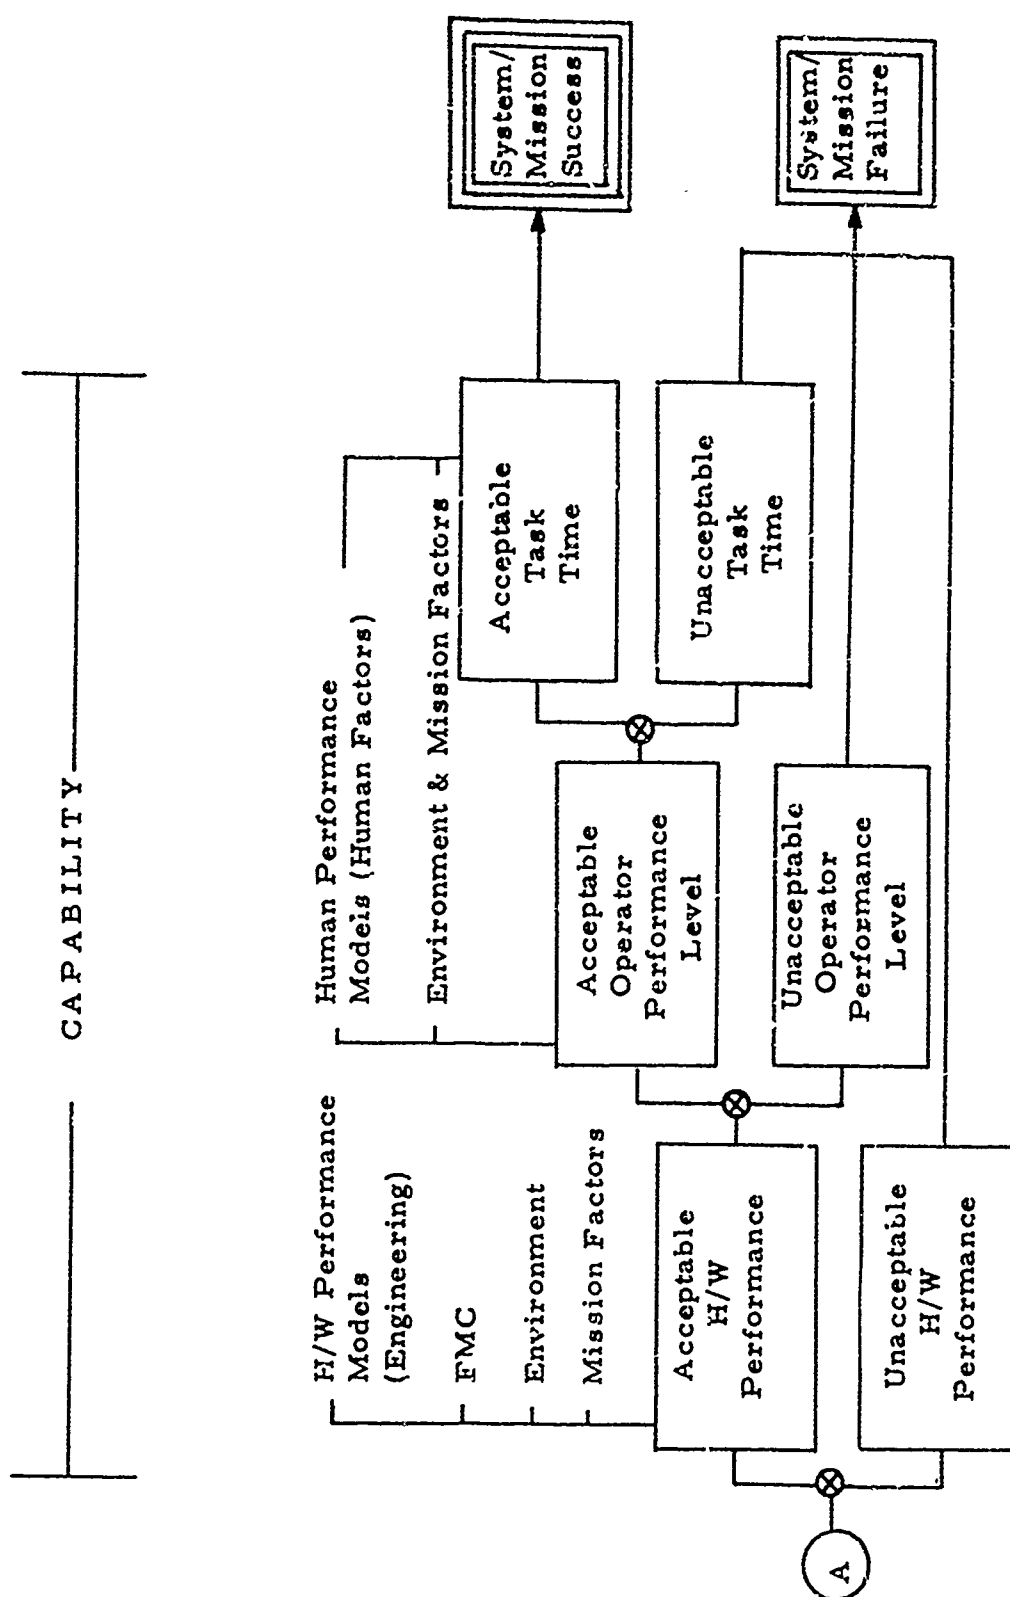 CAPABILITY
H/W Performance
Models
(Engineering)
FMC
Environment
Mission Factors
Human Performance
Models (Human Factors)
Environment & Mission Factors
A
Acceptable
H/W
Performance
Unacceptable
H/W
Performance
Acceptable
Operator
Performance
Level
Unacceptable
Operator
Performance
Level
Acceptable
Task
Time
Unacceptable
Task
Time
System/
Mission
Success
System/
Mission
Failure